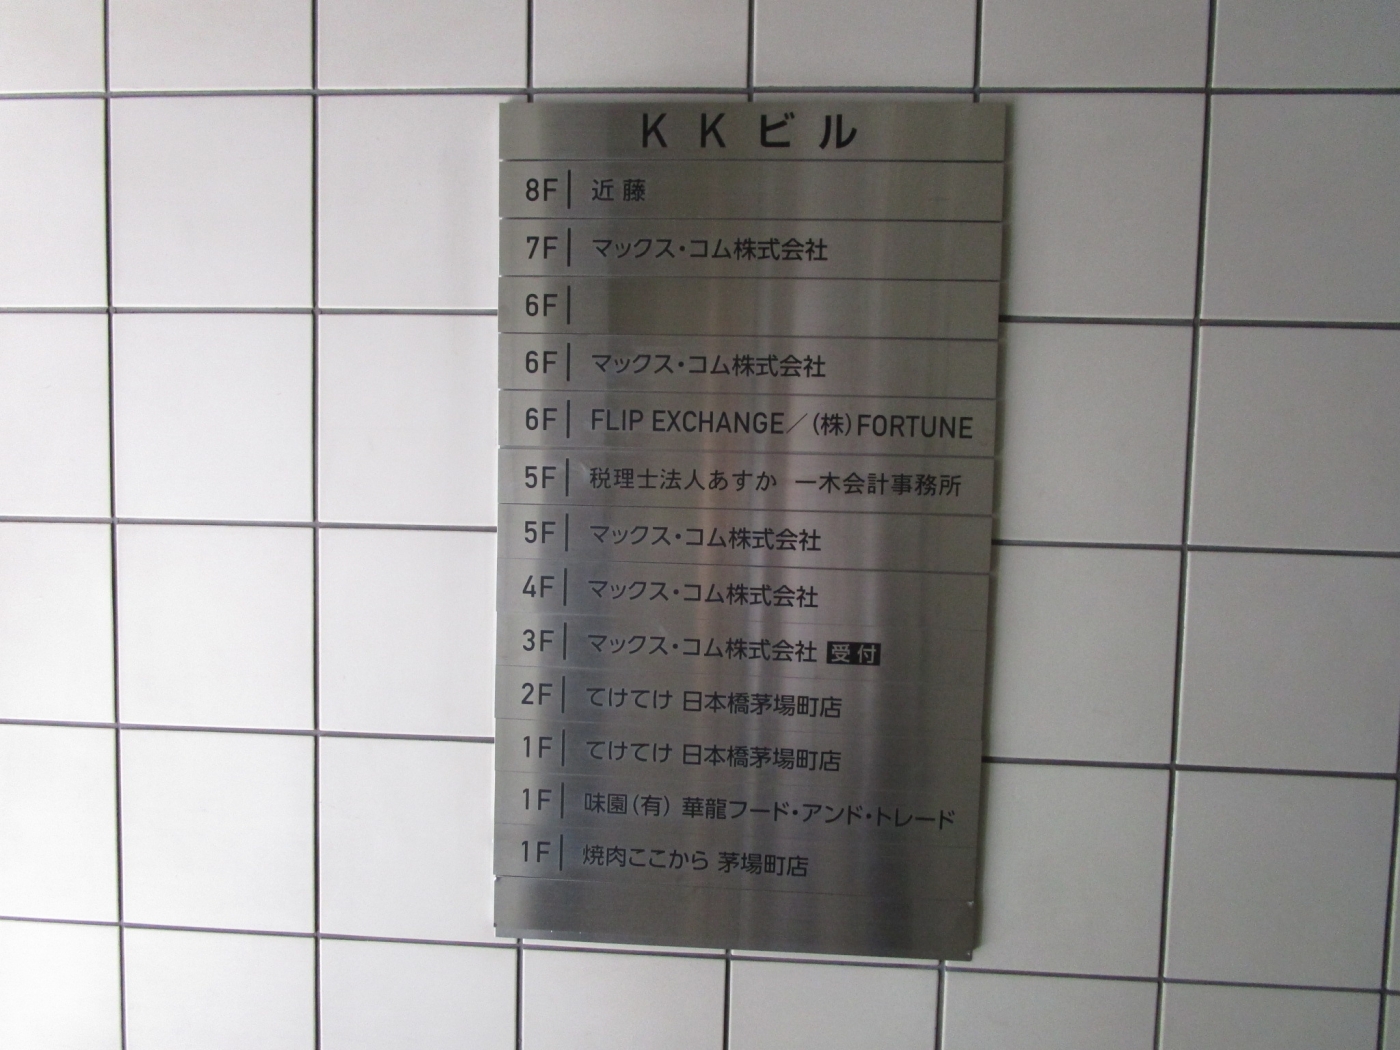 KKビル
8F 近藤
7F マックス・コム株式会社
6F
6F マックス・コム株式会社
6F FLIP EXCHANGE／(株)FORTUNE
5F 税理士法人あすか 一木会計事務所
5F マックス・コム株式会社
4F マックス・コム株式会社
3F マックス・コム株式会社 受付
2F てけてけ 日本橋茅場町店
1F てけてけ 日本橋茅場町店
1F 味園(有) 華龍フード・アンド・トレード
1F 焼肉ここから 茅場町店